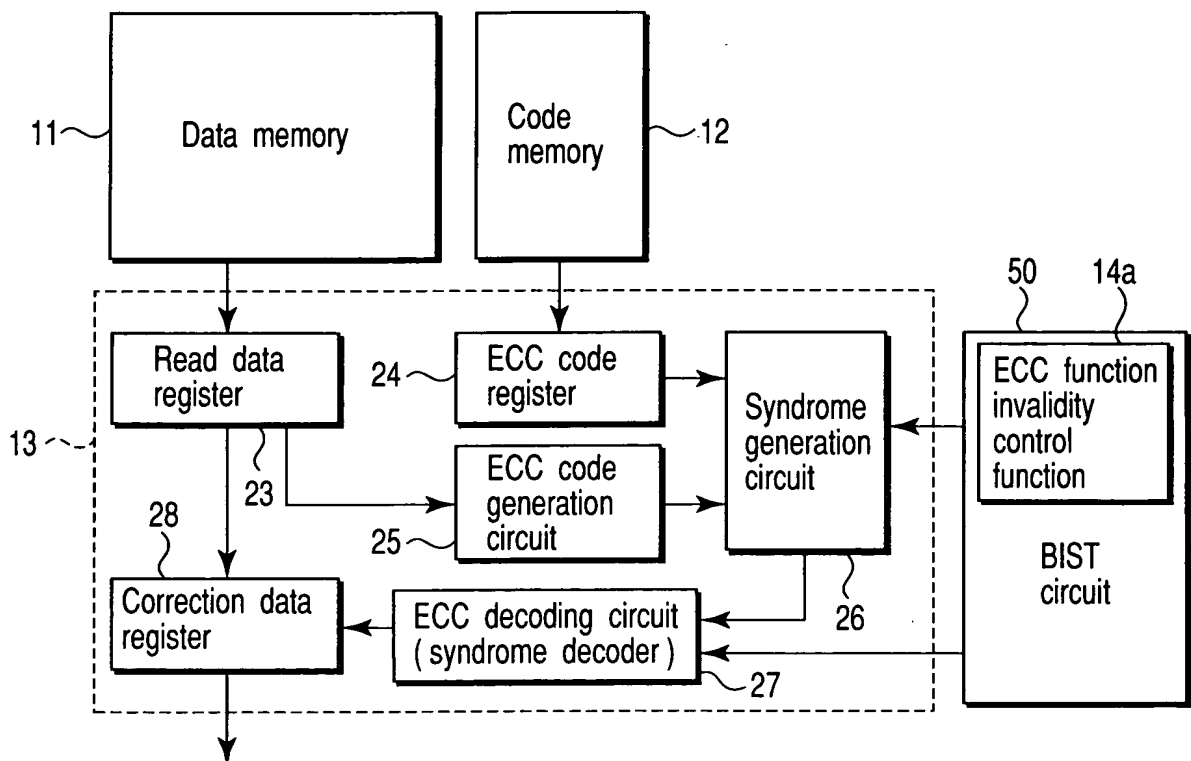 11
Data memory
Code
memory
12
50
14a
13
Read data
register
23
24
ECC code
register
ECC code
generation
circuit
25
Syndrome
generation
circuit
26
ECC function
invalidity
control
function
BIST
circuit
28
Correction data
register
ECC decoding circuit
( syndrome decoder )
27